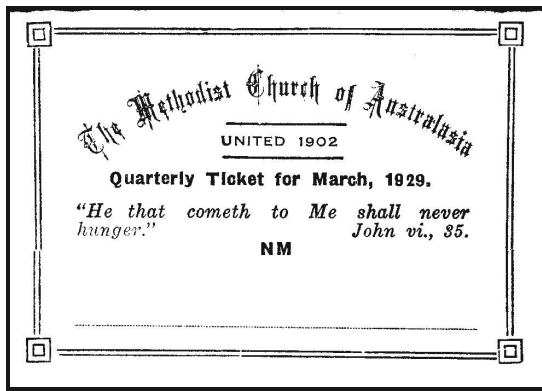 The Methodist Church of Australasia
UNITED 1902
Quarterly Ticket for March, 1929.
"He that cometh to Me shall never
hunger." John vi., 35.
NM